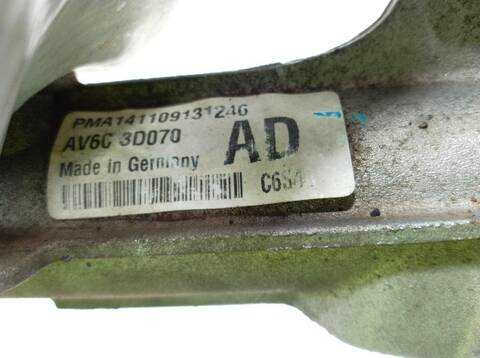 PMA141109131246
AV6C 3D070 AD
Made in Germany